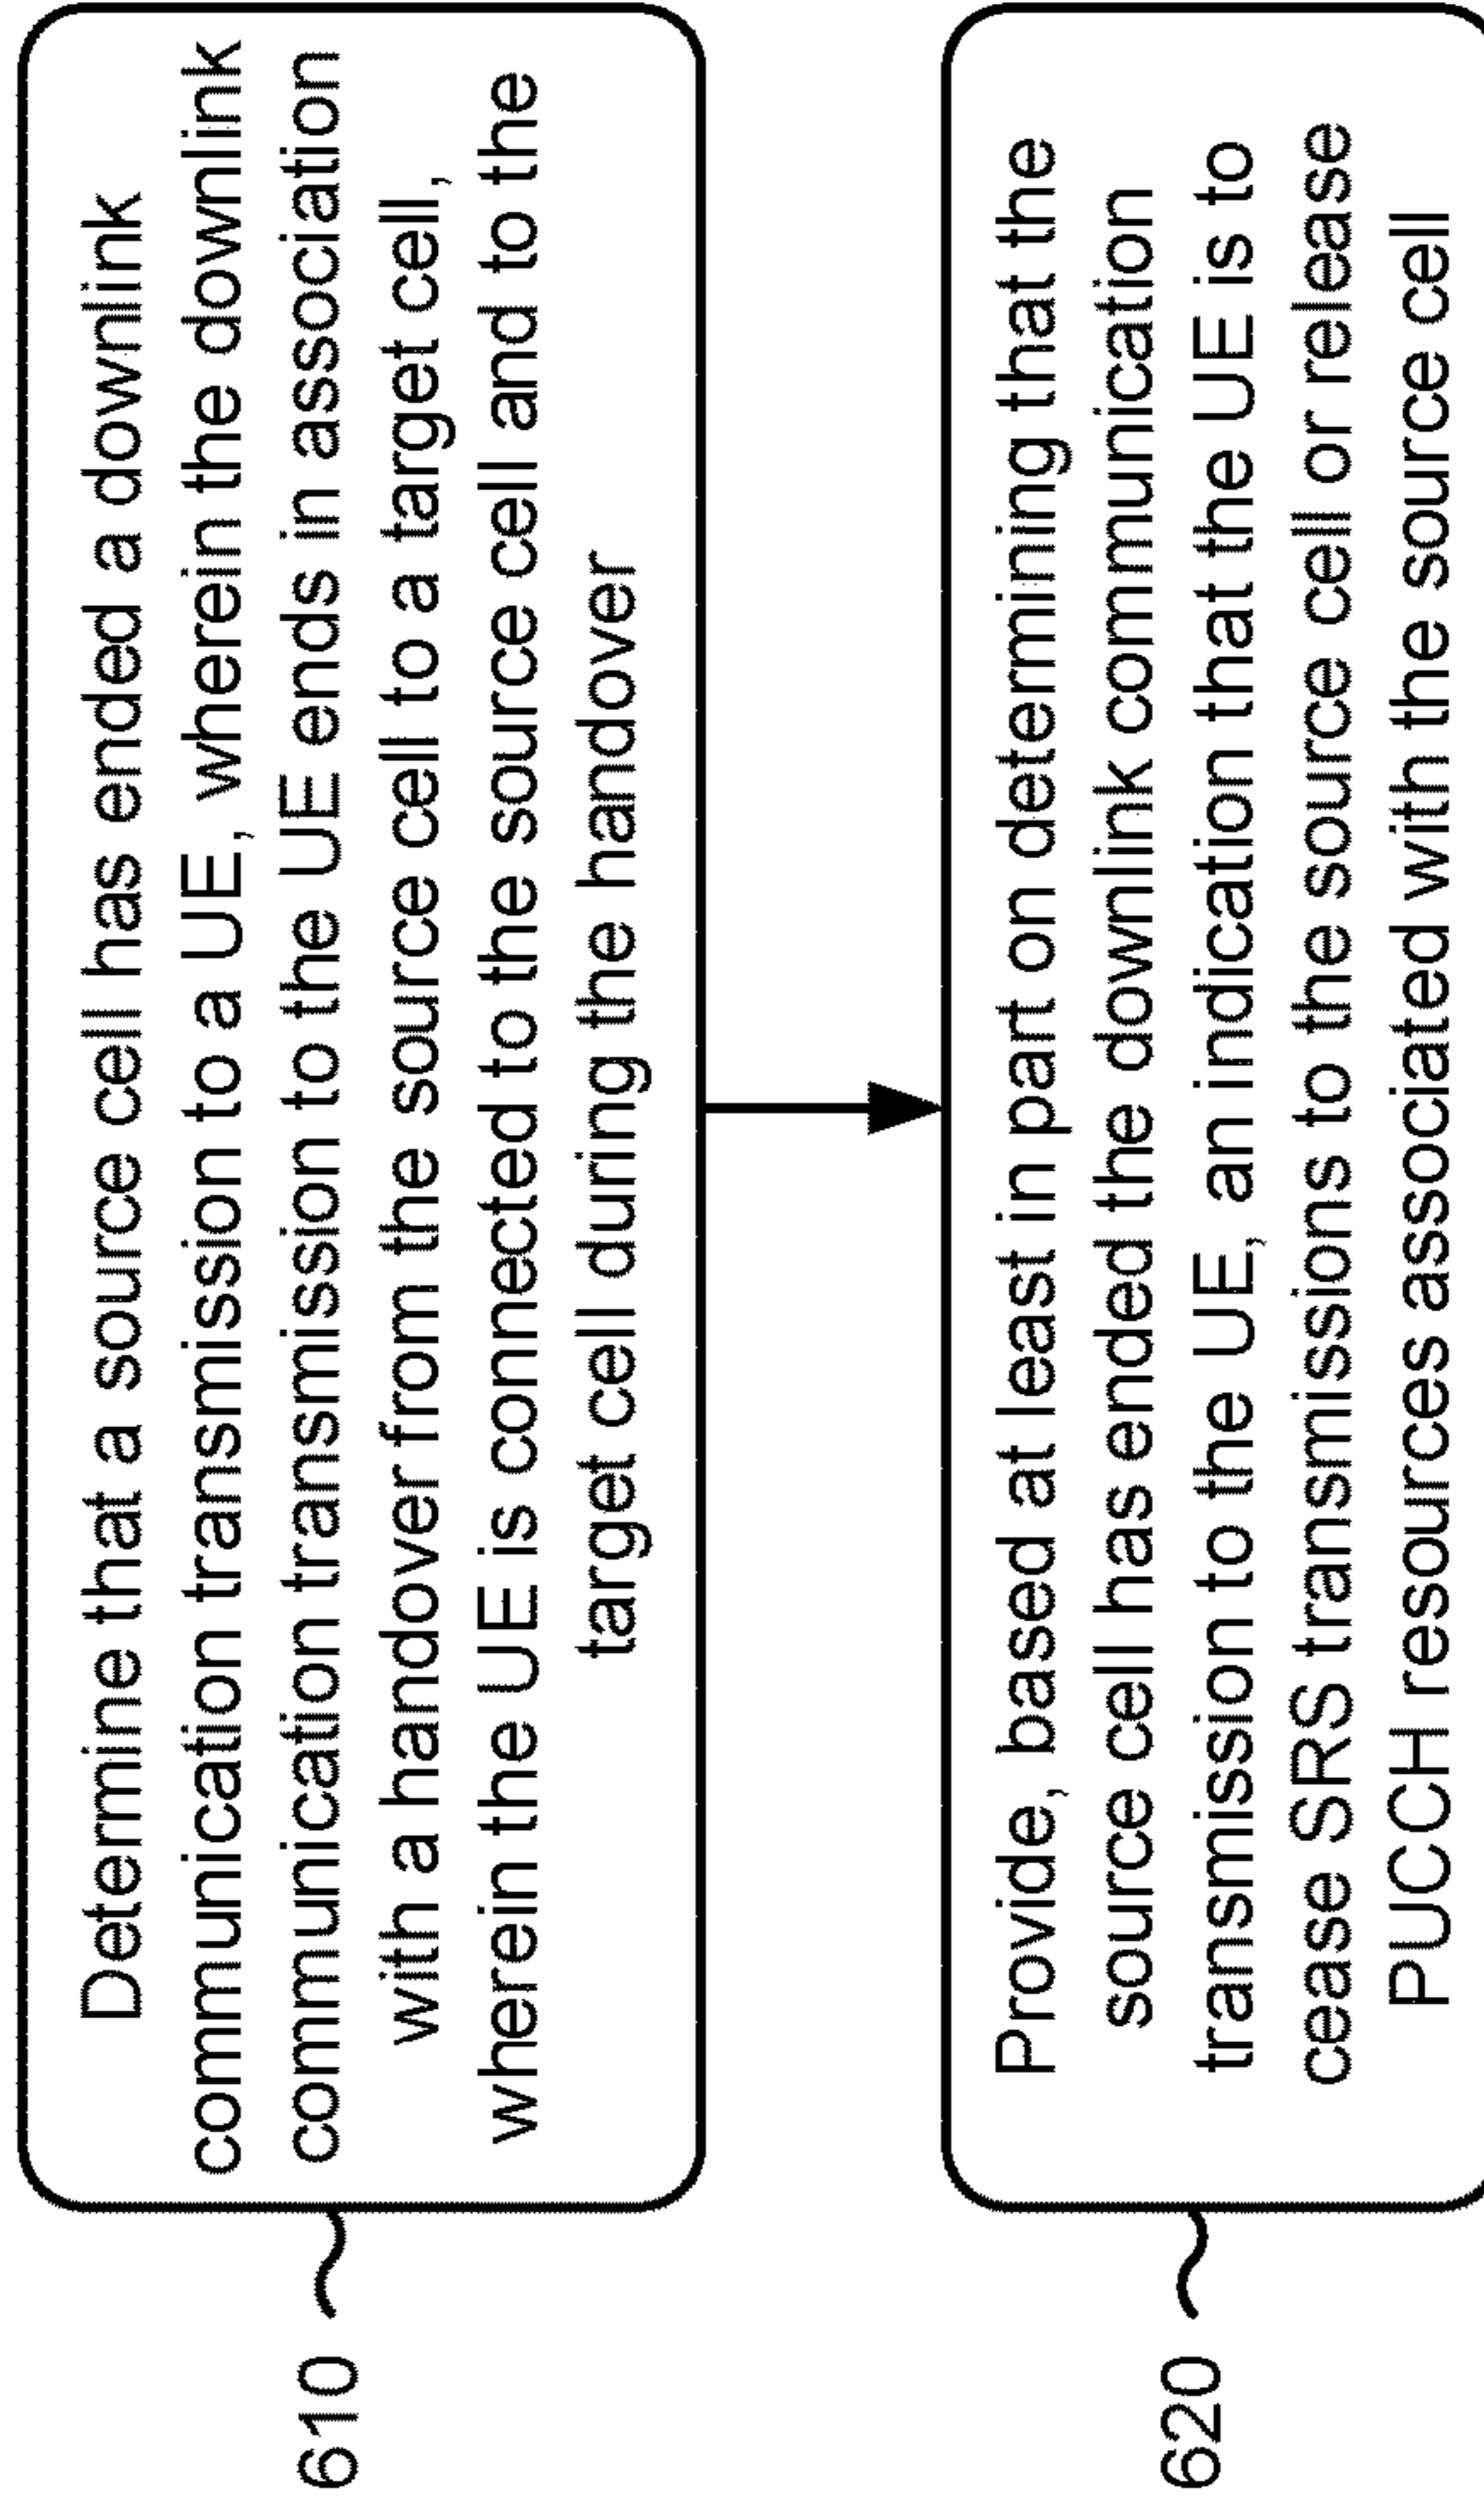 610
Determine that a source cell has ended a downlink
communication transmission to a UE, wherein the downlink
communication transmission to the UE ends in association
with a handover from the source cell to a target cell,
wherein the UE is connected to the source cell and to the
target cell during the handover
620
Provide, based at least in part on determining that the
source cell has ended the downlink communication
transmission to the UE, an indication that the UE is to
cease SRS transmissions to the source cell or release
PUCCH resources associated with the source cell